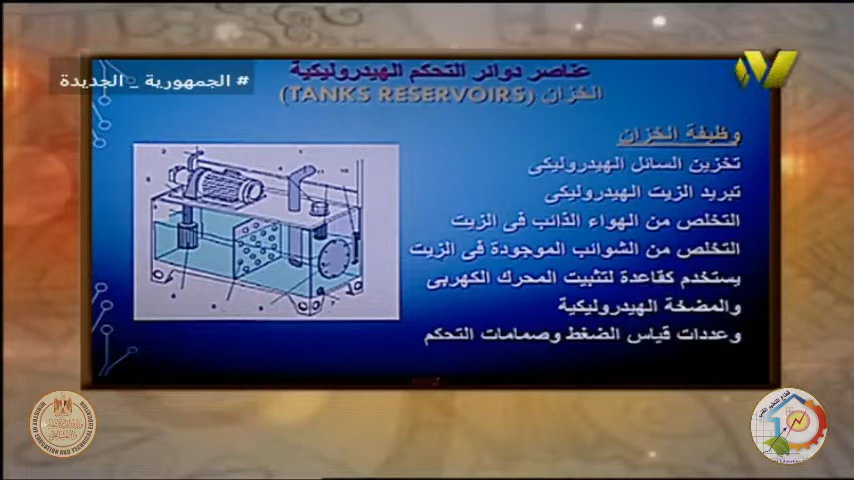 عناصر دوائر التحكم الهيدروليكية
الخزان (TANKS RESERVOIRS)
# الجمهورية _ الجديدة
وظيفة الخزان
تخزين السائل الهيدروليكى
تبريد الزيت الهيدروليكى
التخلص من الهواء الذائب فى الزيت
التخلص من الشوائب الموجودة فى الزيت
يستخدم كقاعدة لتثبيت المحرك الكهربى
والمضخة الهيدروليكية
وعددات قياس الضغط وصمامات التحكم